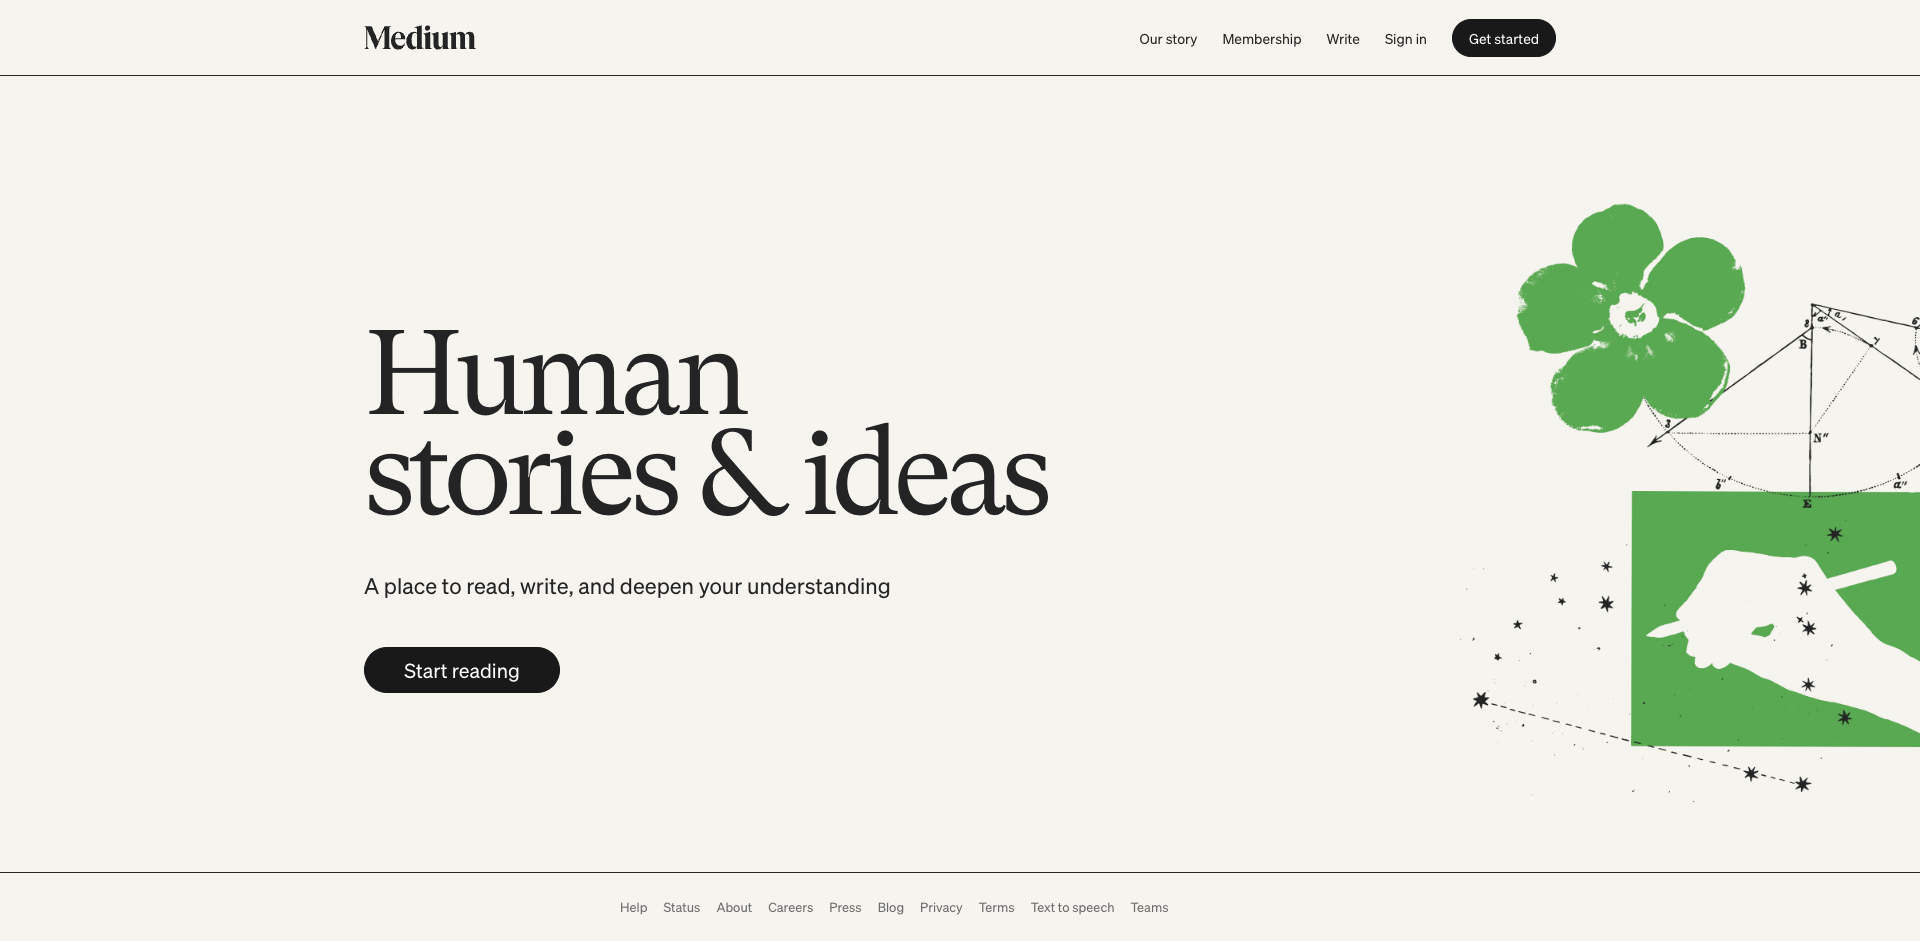 Medium
Our story Membership Write Sign in Get started
Human
stories & ideas
A place to read, write, and deepen your understanding
Start reading
B
N″
E
Help Status About Careers Press Blog Privacy Terms Text to speech Teams